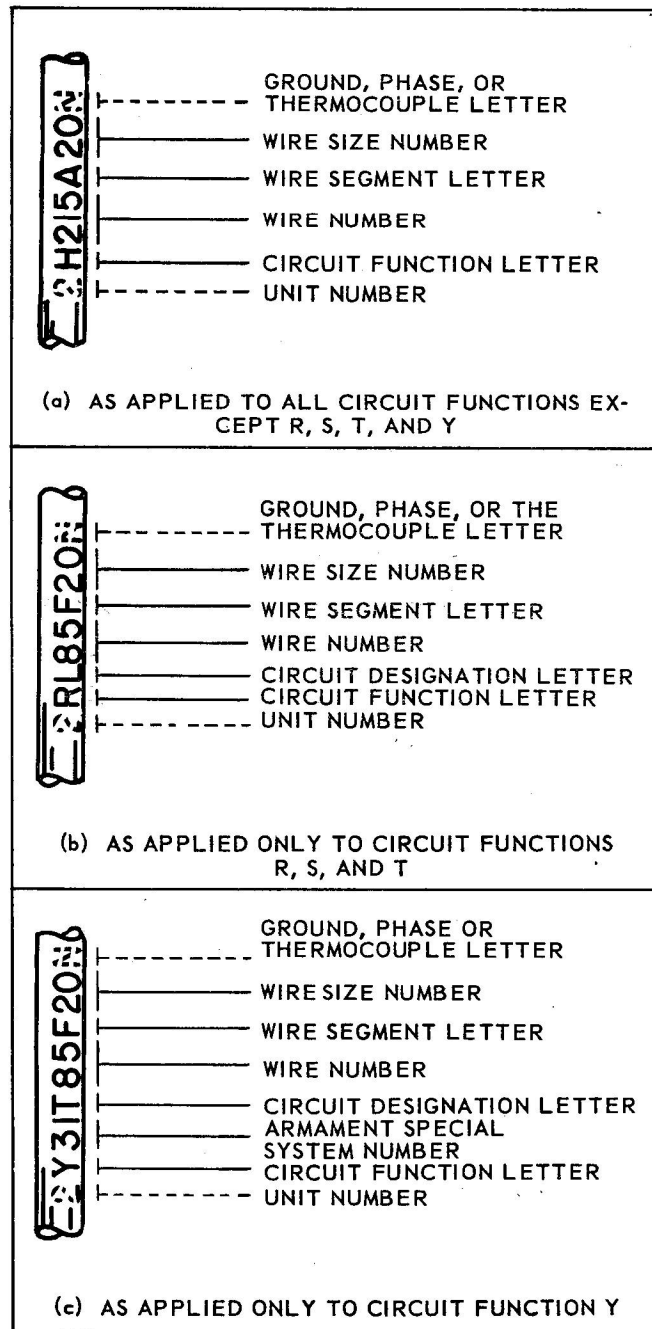 2H215A20N
GROUND, PHASE, OR
THERMOCOUPLE LETTER
WIRE SIZE NUMBER
WIRE SEGMENT LETTER
WIRE NUMBER
CIRCUIT FUNCTION LETTER
UNIT NUMBER
(a) AS APPLIED TO ALL CIRCUIT FUNCTIONS EX-
CEPT R, S, T, AND Y
2RL85F20N
GROUND, PHASE, OR THE
THERMOCOUPLE LETTER
WIRE SIZE NUMBER
WIRE SEGMENT LETTER
WIRE NUMBER
CIRCUIT DESIGNATION LETTER
CIRCUIT FUNCTION LETTER
UNIT NUMBER
(b) AS APPLIED ONLY TO CIRCUIT FUNCTIONS
R, S, AND T
2Y31T85F20N
GROUND, PHASE OR
THERMOCOUPLE LETTER
WIRE SIZE NUMBER
WIRE SEGMENT LETTER
WIRE NUMBER
CIRCUIT DESIGNATION LETTER
ARMAMENT SPECIAL
SYSTEM NUMBER
CIRCUIT FUNCTION LETTER
UNIT NUMBER
(c) AS APPLIED ONLY TO CIRCUIT FUNCTION Y